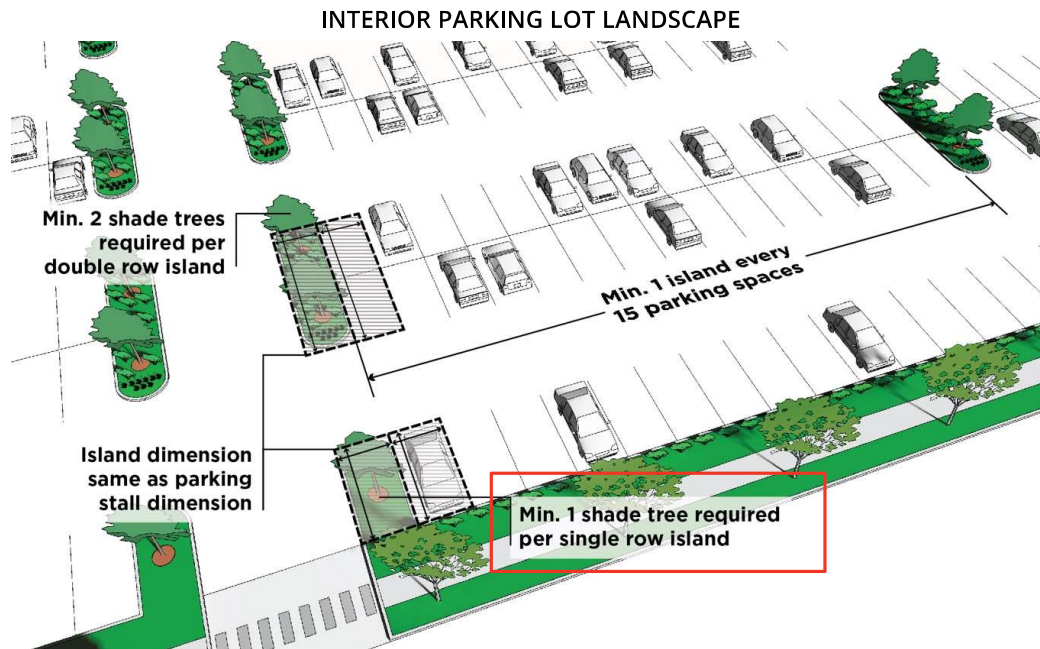 INTERIOR PARKING LOT LANDSCAPE
Min. 2 shade trees
required per
double row island
Min. 1 island every
15 parking spaces
Island dimension
same as parking
stall dimension
Min. 1 shade tree required
per single row island